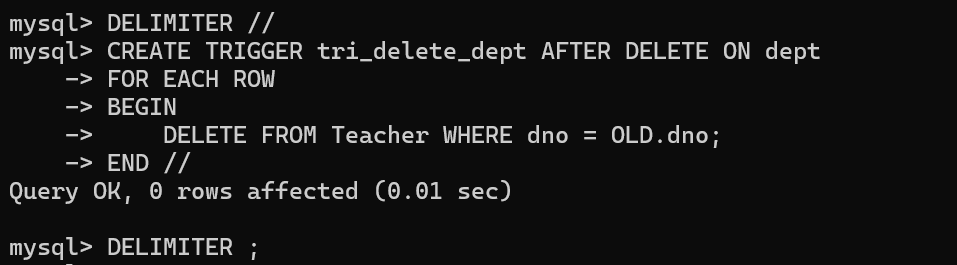 mysql> DELIMITER //
mysql> CREATE TRIGGER tri_delete_dept AFTER DELETE ON dept
    -> FOR EACH ROW
    -> BEGIN
    ->     DELETE FROM Teacher WHERE dno = OLD.dno;
    -> END //
Query OK, 0 rows affected (0.01 sec)

mysql> DELIMITER ;